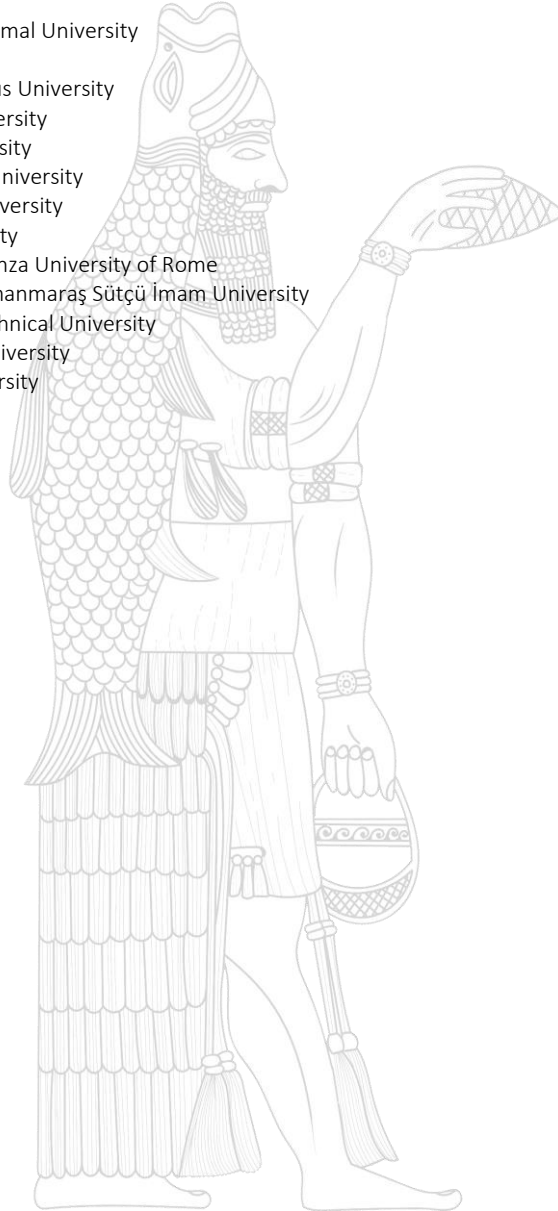 mal University
us University
ersity
sity
niversity
versity
ty
nza University of Rome
nanmaraş Sütçü İmam University
hnical University
iversity
rsity